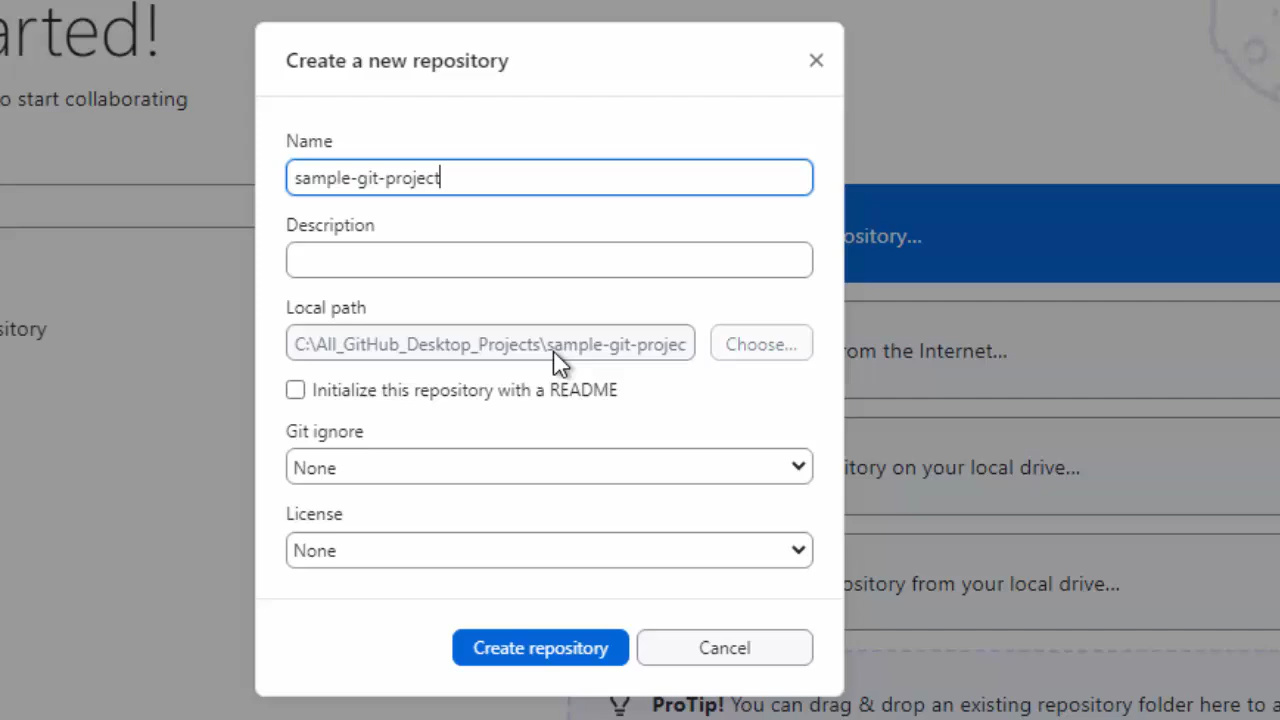 arted!
o start collaborating
sitory
Create a new repository
Name
sample-git-project
Description
Local path
C:\All_GitHub_Desktop_Projects\sample-git-projec
Choose...
Initialize this repository with a README
Git ignore
None
License
None
Create repository
Cancel
ository...
om the Internet...
itory on your local drive...
ository from your local drive...
ProTip! You can drag & drop an existing repository folder here to a